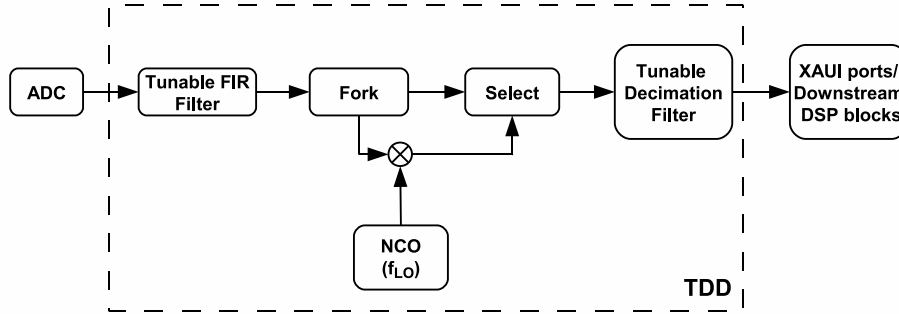 ADC
Tunable FIR
Filter
Fork
Select
Tunable
Decimation
Filter
XAUI ports/
Downstream
DSP blocks
NCO
(fLO)
TDD